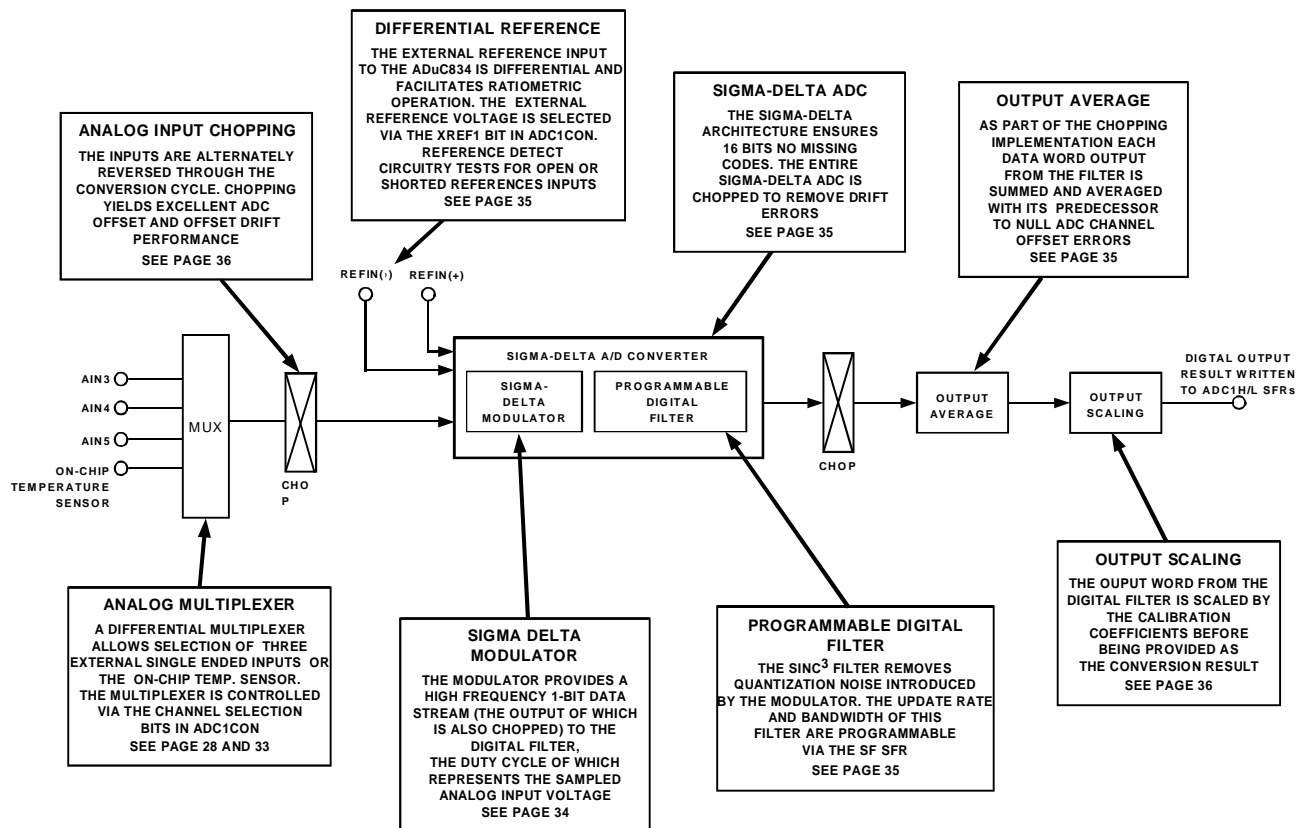 DIFFERENTIAL REFERENCE
THE EXTERNAL REFERENCE INPUT
TO THE ADuC834 IS DIFFERENTIAL AND
FACILITATES RATIOMETRIC
OPERATION. THE EXTERNAL
REFERENCE VOLTAGE IS SELECTED
VIA THE XREF1 BIT IN ADC1CON.
REFERENCE DETECT
CIRCUITRY TESTS FOR OPEN OR
SHORTED REFERENCES INPUTS
SEE PAGE 35
SIGMA-DELTA ADC
THE SIGMA-DELTA
ARCHITECTURE ENSURES
16 BITS NO MISSING
CODES. THE ENTIRE
SIGMA-DELTA ADC IS
CHOPPED TO REMOVE DRIFT
ERRORS
SEE PAGE 35
OUTPUT AVERAGE
AS PART OF THE CHOPPING
IMPLEMENTATION EACH
DATA WORD OUTPUT
FROM THE FILTER IS
SUMMED AND AVERAGED
WITH ITS PREDECESSOR
TO NULL ADC CHANNEL
OFFSET ERRORS
SEE PAGE 35
ANALOG INPUT CHOPPING
THE INPUTS ARE ALTERNATELY
REVERSED THROUGH THE
CONVERSION CYCLE. CHOPPING
YIELDS EXCELLENT ADC
OFFSET AND OFFSET DRIFT
PERFORMANCE
SEE PAGE 36
REFIN(›) REFIN(+)
AIN3
AIN4
AIN5
ON-CHIP
TEMPERATURE
SENSOR
MUX
CHO
P
SIGMA-DELTA A/D CONVERTER
SIGMA-
DELTA
MODULATOR
PROGRAMMABLE
DIGITAL
FILTER
CHOP
OUTPUT
AVERAGE
OUTPUT
SCALING
DIGTAL OUTPUT
RESULT WRITTEN
TO ADC1H/L SFRs
ANALOG MULTIPLEXER
A DIFFERENTIAL MULTIPLEXER
ALLOWS SELECTION OF THREE
EXTERNAL SINGLE ENDED INPUTS OR
THE ON-CHIP TEMP. SENSOR.
THE MULTIPLEXER IS CONTROLLED
VIA THE CHANNEL SELECTION
BITS IN ADC1CON
SEE PAGE 28 AND 33
SIGMA DELTA
MODULATOR
THE MODULATOR PROVIDES A
HIGH FREQUENCY 1-BIT DATA
STREAM (THE OUTPUT OF WHICH
IS ALSO CHOPPED) TO THE
DIGITAL FILTER,
THE DUTY CYCLE OF WHICH
REPRESENTS THE SAMPLED
ANALOG INPUT VOLTAGE
SEE PAGE 34
PROGRAMMABLE DIGITAL
FILTER
THE SINC³ FILTER REMOVES
QUANTIZATION NOISE INTRODUCED
BY THE MODULATOR. THE UPDATE RATE
AND BANDWIDTH OF THIS
FILTER ARE PROGRAMMABLE
VIA THE SF SFR
SEE PAGE 35
OUTPUT SCALING
THE OUPUT WORD FROM THE
DIGITAL FILTER IS SCALED BY
THE CALIBRATION
COEFFICIENTS BEFORE
BEING PROVIDED AS
THE CONVERSION RESULT
SEE PAGE 36